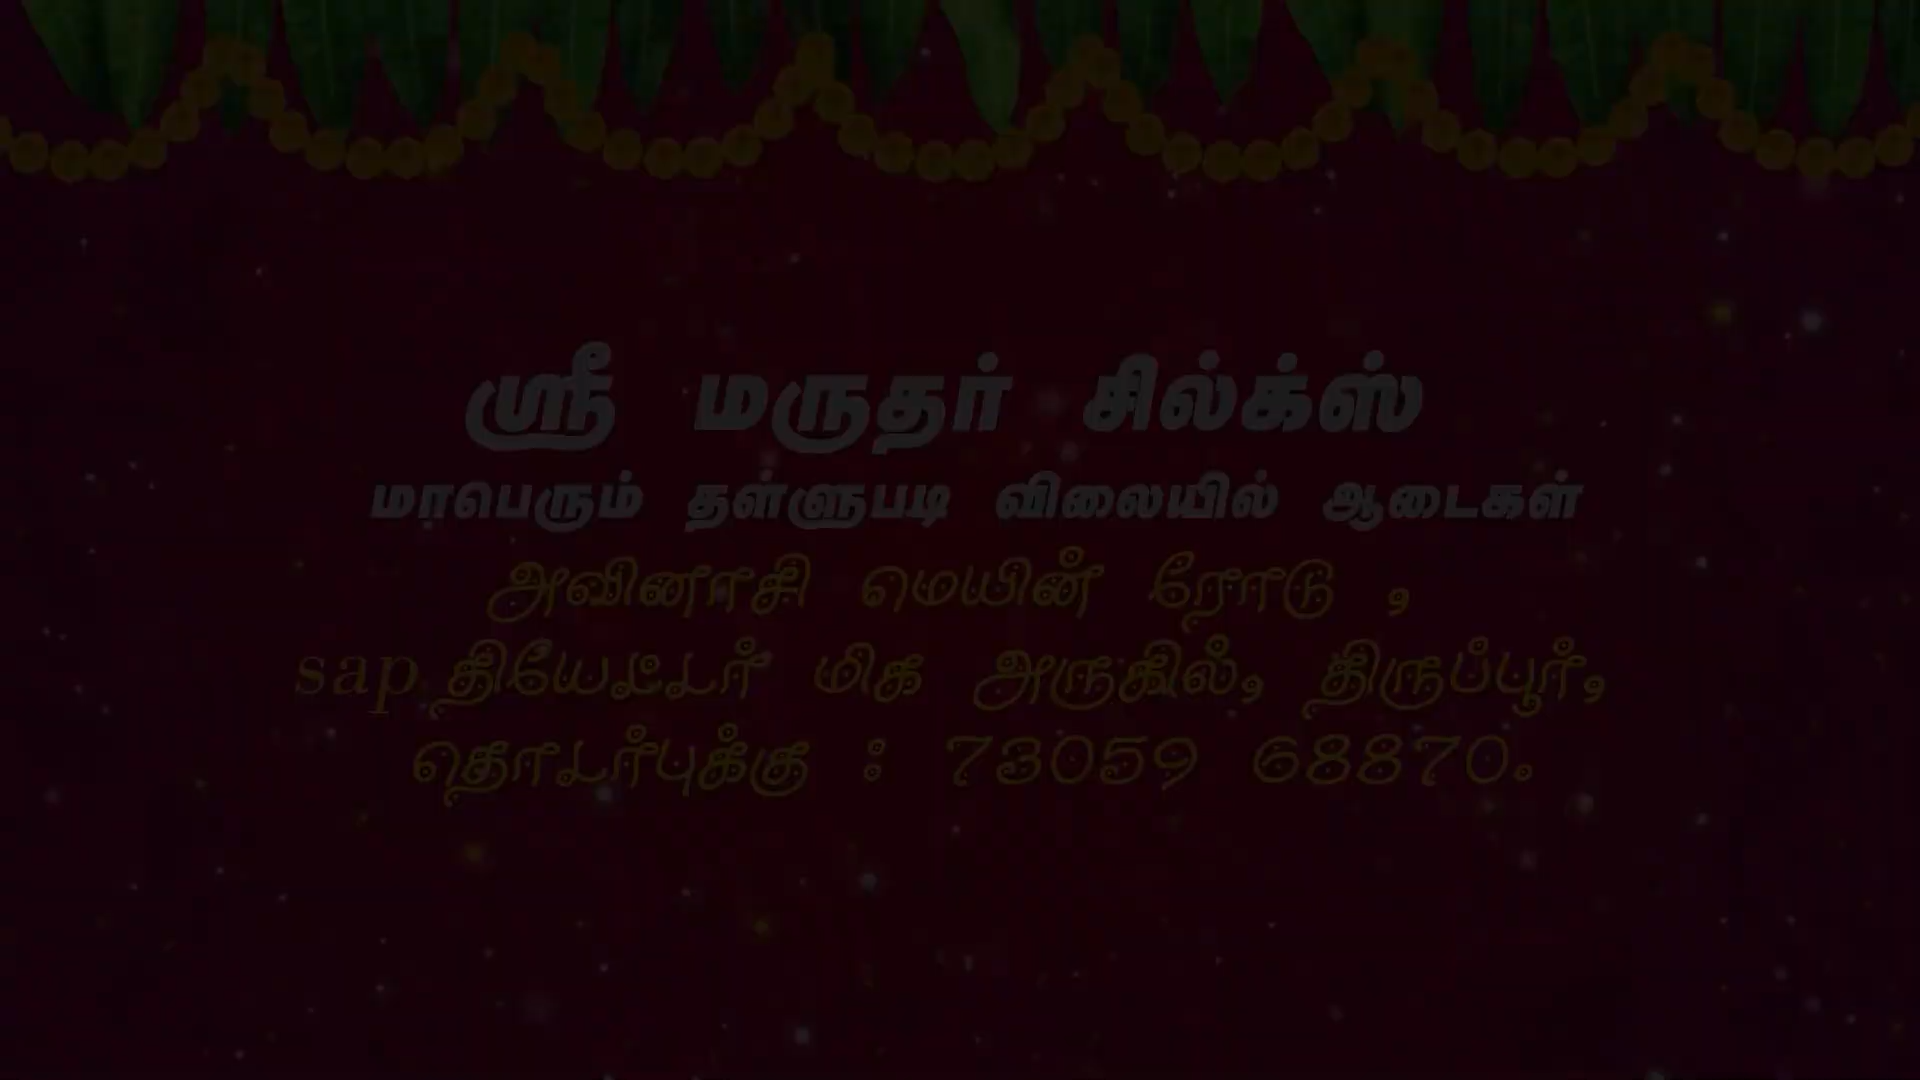 ஸ்ரீ மருதர் சில்க்ஸ்
மாபெரும் தள்ளுபடி விலையில் ஆடைகள்
அவினாசி மெயின் ரோடு ,
sap தியேட்டர் மிக அருகில், திருப்பூர்,
தொடர்புக்கு : 73059 68870.